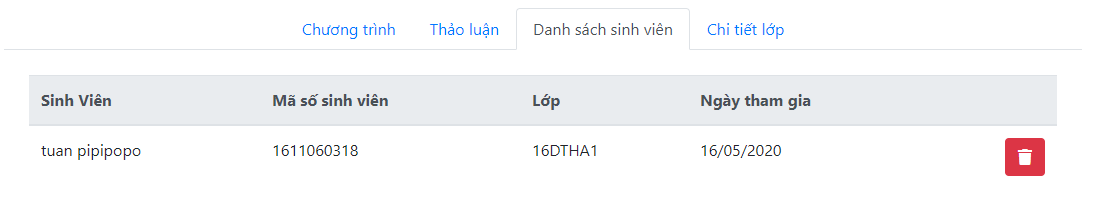 Chương trình Thảo luận Danh sách sinh viên Chi tiết lớp
Sinh Viên Mã số sinh viên Lớp Ngày tham gia
tuan pipipopo 1611060318 16DTHA1 16/05/2020